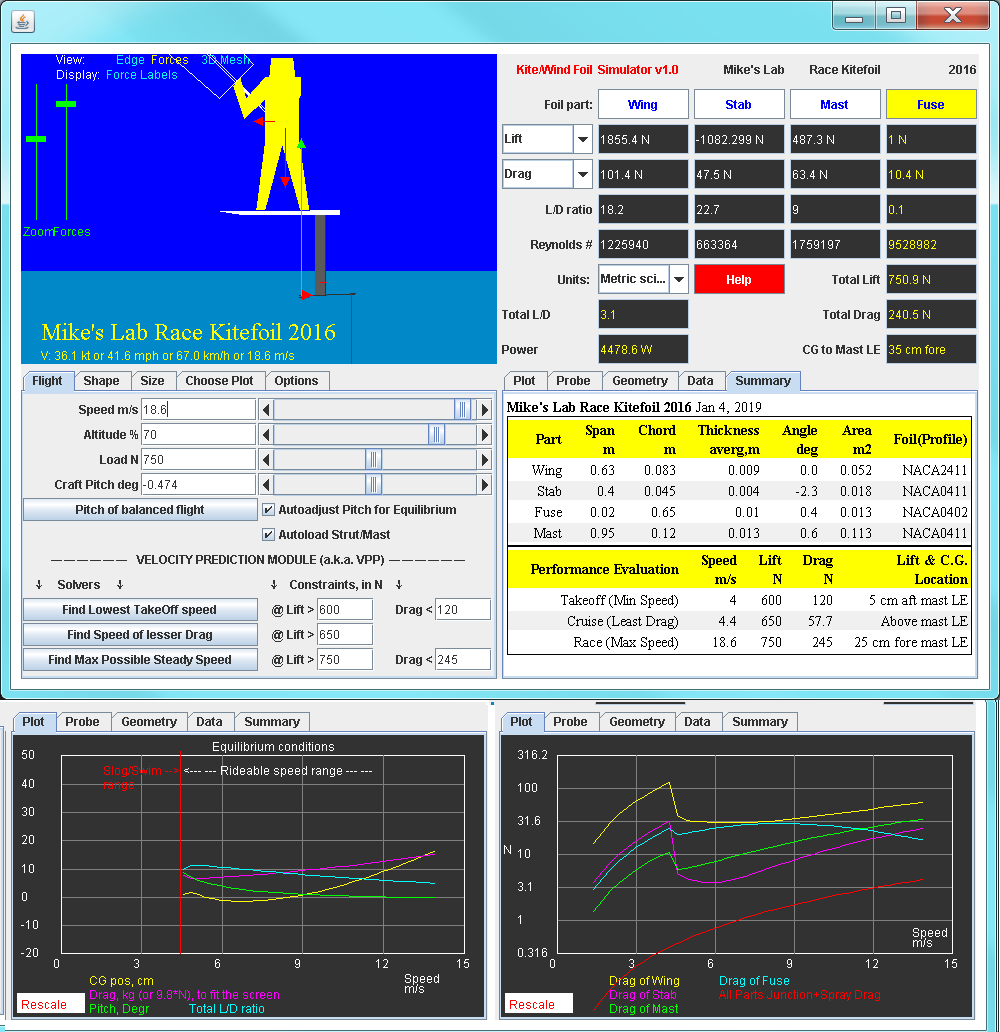 View: Edge Forces 3D Mesh
Display: Force Labels
ZoomForces
Mike's Lab Race Kitefoil 2016
V: 36.1 kt or 41.6 mph or 67.0 km/h or 18.6 m/s
Kite/Wind Foil Simulator v1.0 Mike's Lab Race Kitefoil 2016
Foil part: Wing Stab Mast Fuse
Lift 1855.4 N -1082.299 N 487.3 N 1 N
Drag 101.4 N 47.5 N 63.4 N 10.4 N
L/D ratio 18.2 22.7 9 0.1
Reynolds # 1225940 663364 1759197 9528982
Units: Metric sci... Help Total Lift 750.9 N
Total L/D 3.1 Total Drag 240.5 N
Power 4478.6 W CG to Mast LE 35 cm fore
Flight Shape Size Choose Plot Options
Speed m/s 18.6
Altitude % 70
Load N 750
Craft Pitch deg -0.474
Pitch of balanced flight Autoadjust Pitch for Equilibrium
Autoload Strut/Mast
—————— VELOCITY PREDICTION MODULE (a.k.a. VPP) ——————
↓ Solvers ↓ ↓ Constraints, in N ↓
Find Lowest TakeOff speed @ Lift > 600 Drag < 120
Find Speed of lesser Drag @ Lift > 650
Find Max Possible Steady Speed @ Lift > 750 Drag < 245
Plot Probe Geometry Data Summary
Mike's Lab Race Kitefoil 2016 Jan 4, 2019
Part Span m Chord m Thickness averg,m Angle deg Area m2 Foil(Profile)
Wing 0.63 0.083 0.009 0.0 0.052 NACA2411
Stab 0.4 0.045 0.004 -2.3 0.018 NACA0411
Fuse 0.02 0.65 0.01 0.4 0.013 NACA0402
Mast 0.95 0.12 0.013 0.6 0.113 NACA0411
Performance Evaluation Speed m/s Lift N Drag N Lift & C.G. Location
Takeoff (Min Speed) 4 600 120 5 cm aft mast LE
Cruise (Least Drag) 4.4 650 57.7 Above mast LE
Race (Max Speed) 18.6 750 245 25 cm fore mast LE
Plot Probe Geometry Data Summary
Equilibrium conditions
Slog/Swim --> <--- --- Rideable speed range --- ---
range
50
40
30
20
10
0
-10
-20
0 3 6 9 12 15
CG pos, cm Speed
m/s
Drag, kg (or 9.8*N), to fit the screen
Rescale Pitch, Degr Total L/D ratio
Plot Probe Geometry Data Summary
316.2
100
31.6
N 10
3.1
1
0.316
Speed
m/s
0 3 6 9 12 15
Drag of Wing Drag of Fuse
Drag of Stab All Parts Junction+Spray Drag
Rescale Drag of Mast